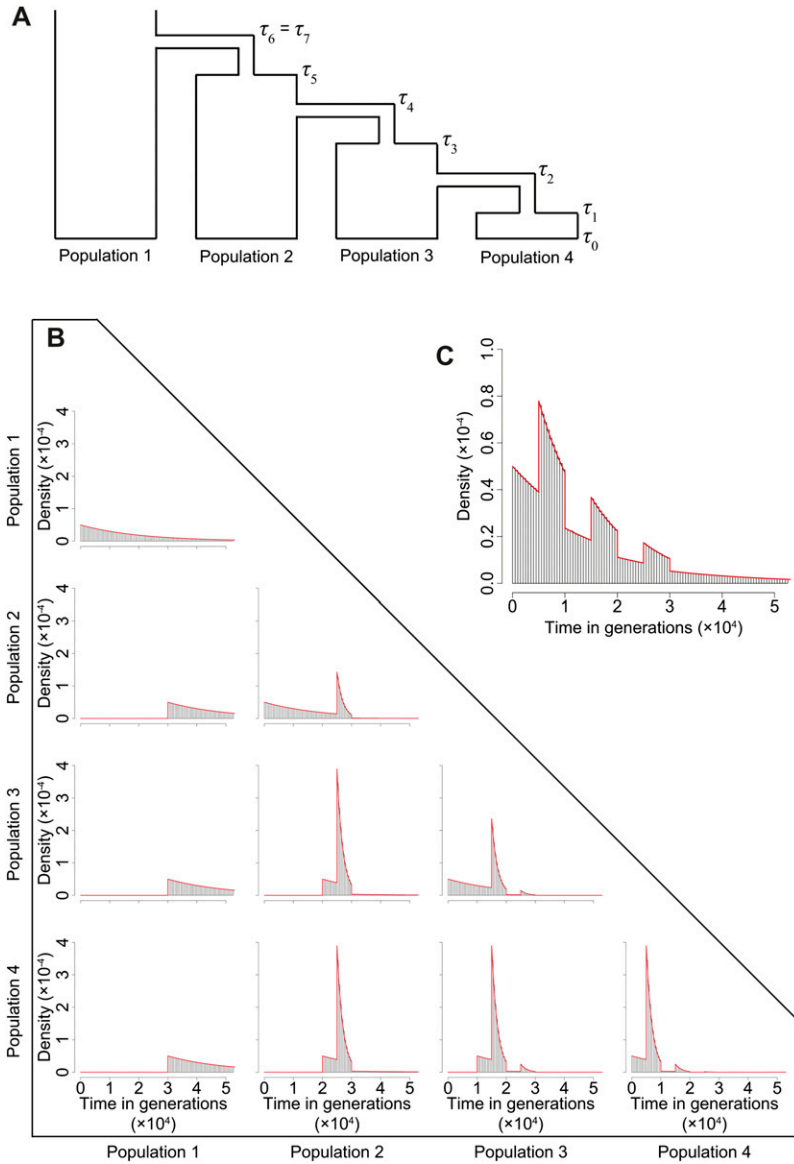 A
τ6 = τ7
τ5
τ4
τ3
τ2
τ1
τ0
Population 1
Population 2
Population 3
Population 4
B
C
1.0
0.8
0.6
0.4
0.2
0.0
Density (×10-4)
0
1
2
3
4
5
Time in generations (×10⁴)
Population 1
Density (×10-4)
4
3
2
1
0
Population 2
Density (×10-4)
4
3
2
1
0
Population 3
Density (×10-4)
4
3
2
1
0
Population 4
Density (×10-4)
4
3
2
1
0
0 1 2 3 4 5
0 1 2 3 4 5
0 1 2 3 4 5
0 1 2 3 4 5
Time in generations
(×10⁴)
Time in generations
(×10⁴)
Time in generations
(×10⁴)
Time in generations
(×10⁴)
Population 1
Population 2
Population 3
Population 4